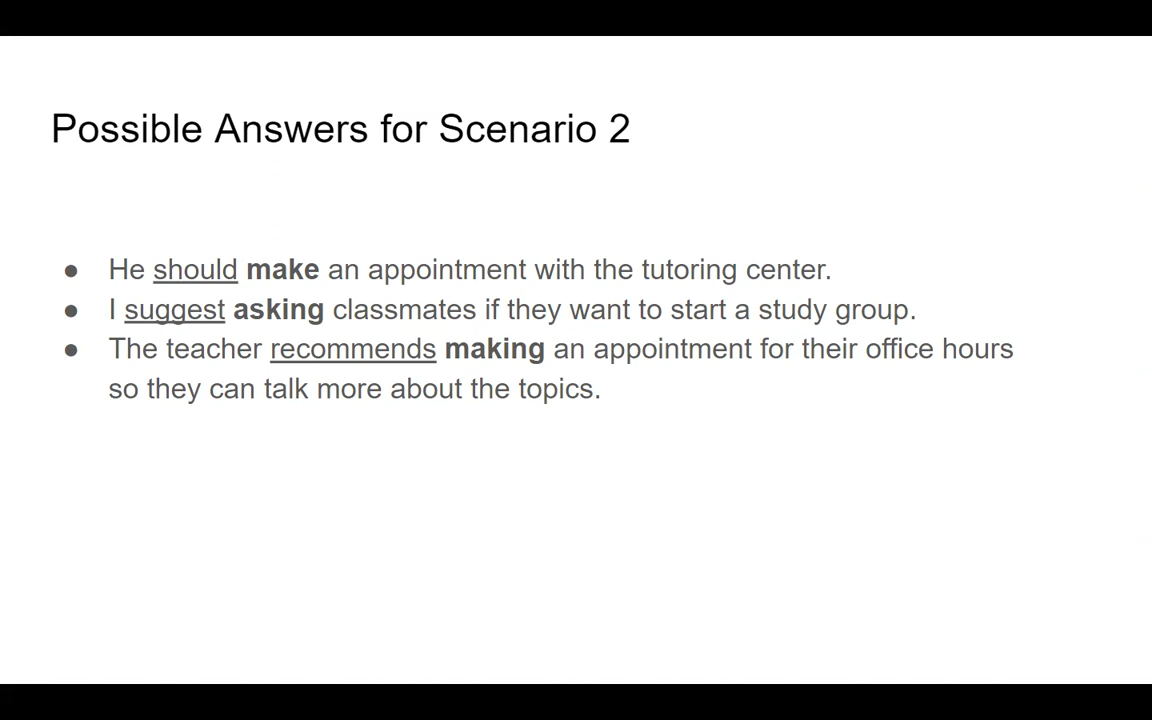 Possible Answers for Scenario 2
● He should make an appointment with the tutoring center.
● I suggest asking classmates if they want to start a study group.
● The teacher recommends making an appointment for their office hours
so they can talk more about the topics.